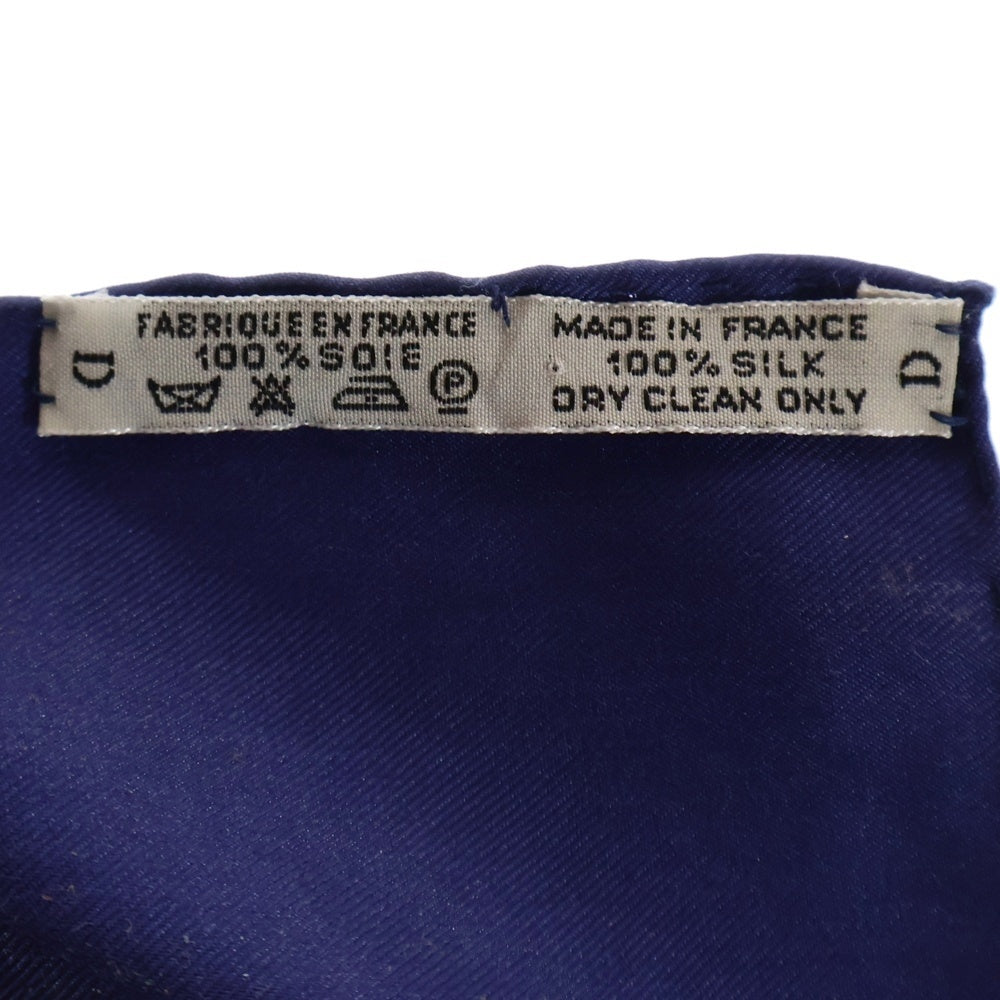 D
FABRIQUE EN FRANCE
100% SOIE
P
MADE IN FRANCE
100% SILK
DRY CLEAN ONLY
D